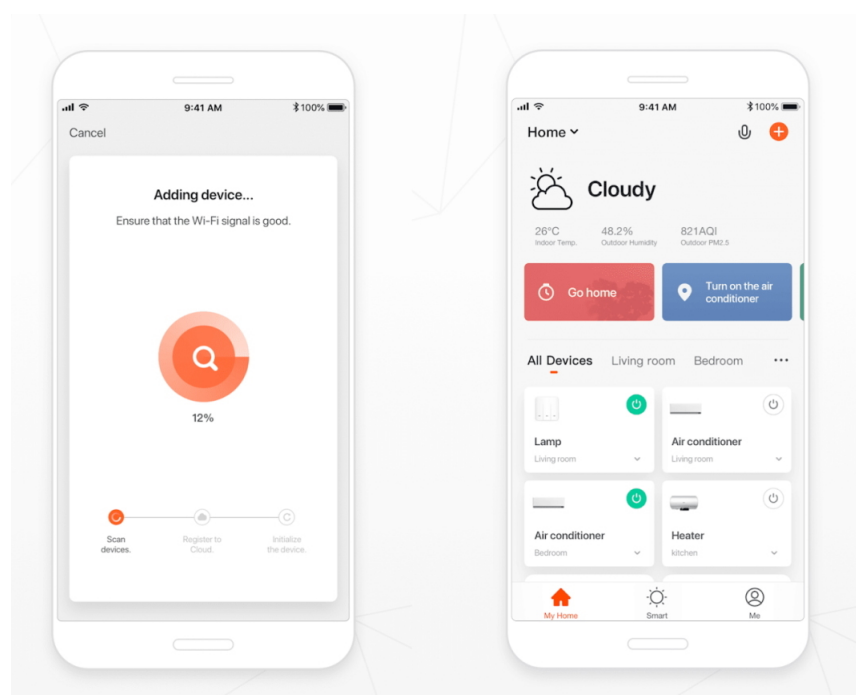 9:41 AM
100%
Cancel
Adding device...
Ensure that the Wi-Fi signal is good.
12%
Scan
devices.
Register to
Cloud.
Initialize
the device.
9:41 AM
100%
Home
Cloudy
26°C
Indoor Temp.
48.2%
Outdoor Humidity
821AQI
Outdoor PM2.5
Go home
Turn on the air
conditioner
All Devices
Living room
Bedroom
Lamp
Living room
Air conditioner
Living room
Air conditioner
Bedroom
Heater
kitchen
My Home
Smart
Me